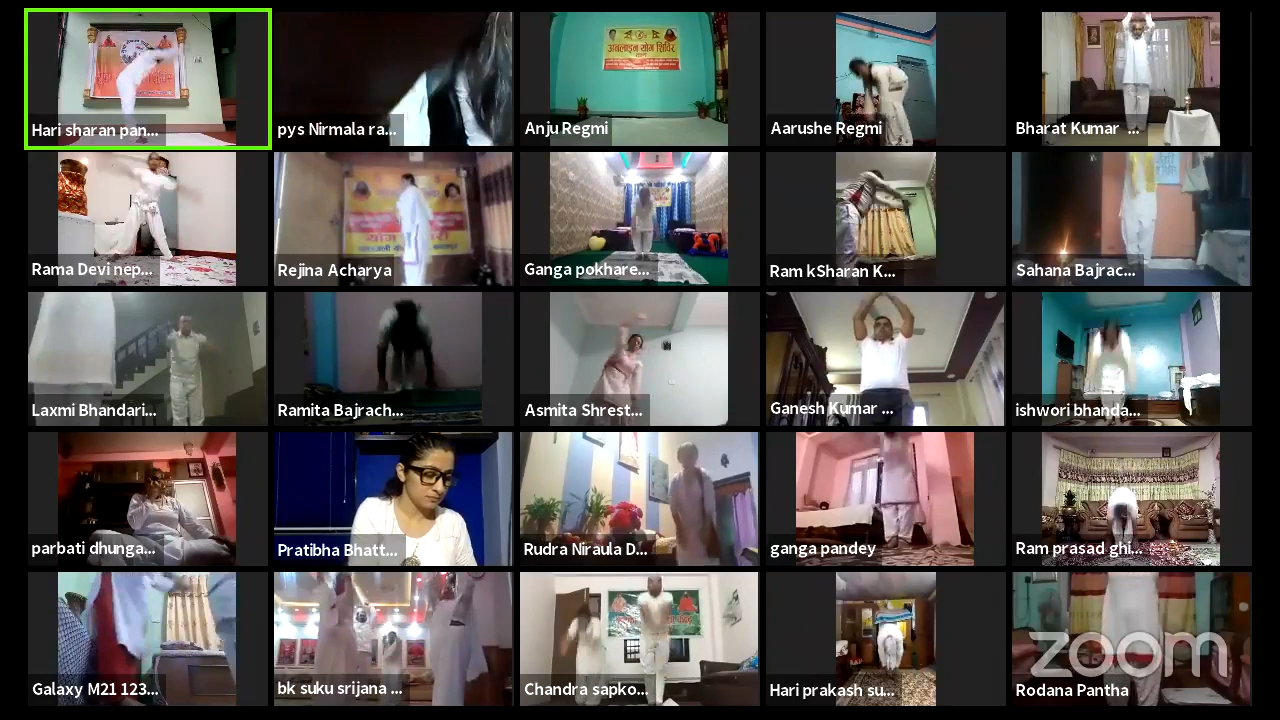 Hari sharan pan...
pys Nirmala ra...
अनलाइन योग शिविर
Anju Regmi
Aarushe Regmi
Bharat Kumar ...
Rama Devi nep...
Rejina Acharya
Ganga pokhare...
Ram kSharan K...
Sahana Bajrac...
Laxmi Bhandari...
Ramita Bajrach...
Asmita Shrest...
Ganesh Kumar ...
ishwori bhanda...
parbati dhunga...
Pratibha Bhatt...
Rudra Niraula D...
ganga pandey
Ram prasad ghi...
Galaxy M21 123...
bk suku srijana ...
Chandra sapko...
Hari prakash su...
Rodana Pantha
zoom